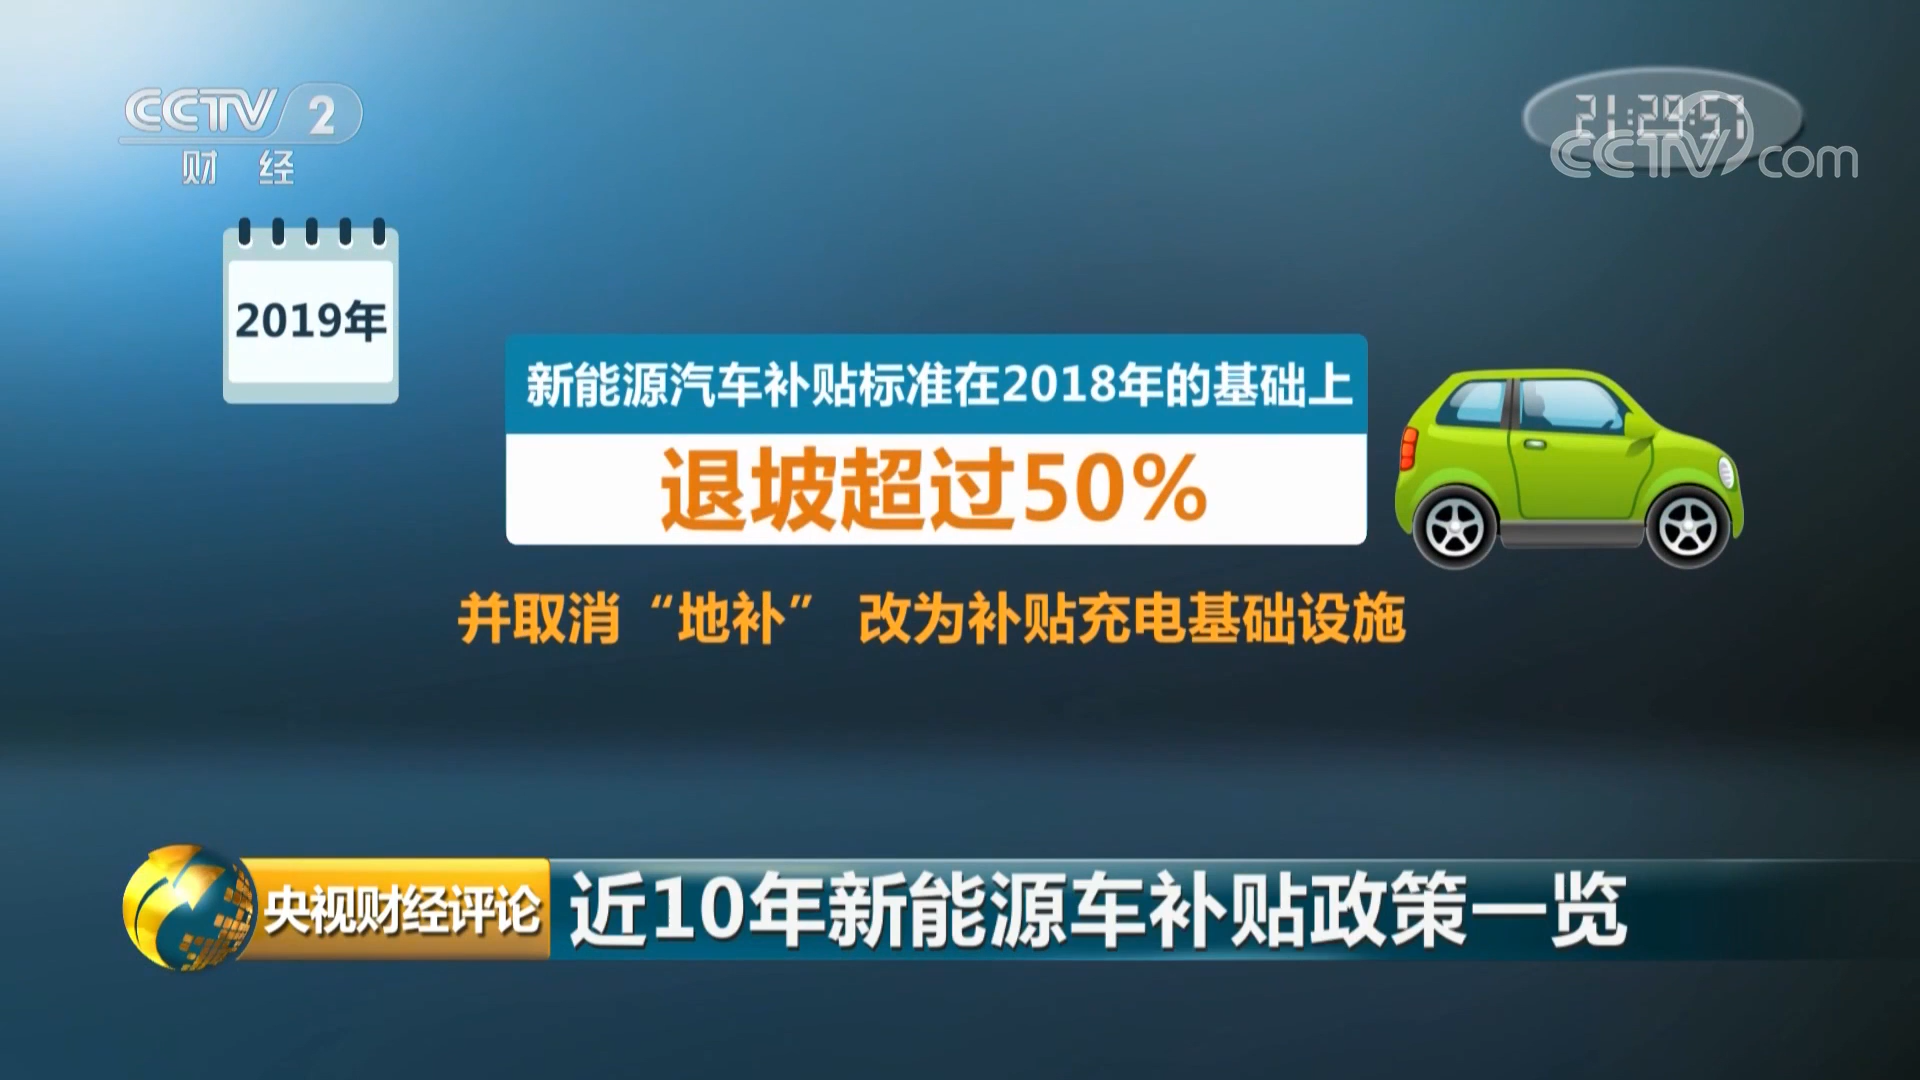 CCTV 2
财 经
21:29:57
CCTV.com
2019年
新能源汽车补贴标准在2018年的基础上
退坡超过50%
并取消“地补” 改为补贴充电基础设施
央视财经评论
近10年新能源车补贴政策一览